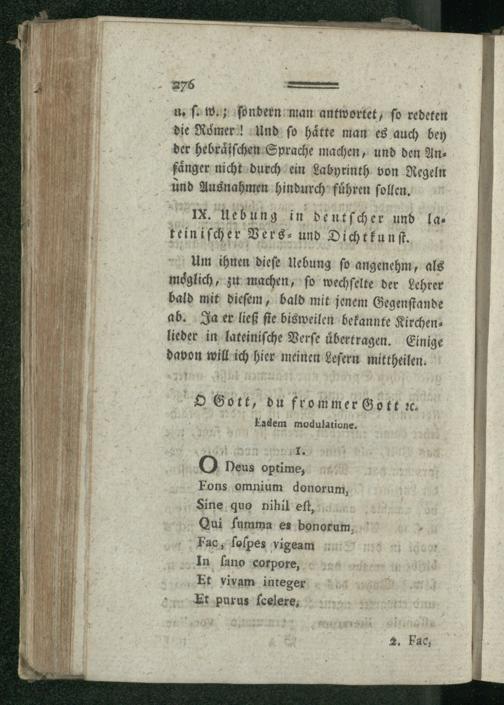 276
u. ſ. w.; ſondern man antwortet, ſo redeten
die Römer! Und ſo hätte man es auch bey
der hebräiſchen Sprache machen, und den An-
fänger nicht durch ein Labyrinth von Regeln
und Ausnahmen hindurch führen ſollen.
IX. Uebung in deutſcher und la-
teiniſcher Vers- und Dichtkunſt.
Um ihnen dieſe Uebung ſo angenehm, als
möglich, zu machen, ſo wechſelte der Lehrer
bald mit dieſem, bald mit jenem Gegenſtande
ab. Ja er ließ ſie bisweilen bekannte Kirchen-
lieder in lateiniſche Verſe übertragen. Einige
davon will ich hier meinen Leſern mittheilen.
O Gott, du frommer Gott ꝛc.
Eadem modulatione.
1.
O Deus optime,
Fons omnium donorum,
Sine quo nihil eſt,
Qui ſumma es bonorum,
Fac, ſoſpes vigeam
In ſano corpore,
Et vivam integer
Et purus ſcelere,
2. Fac,